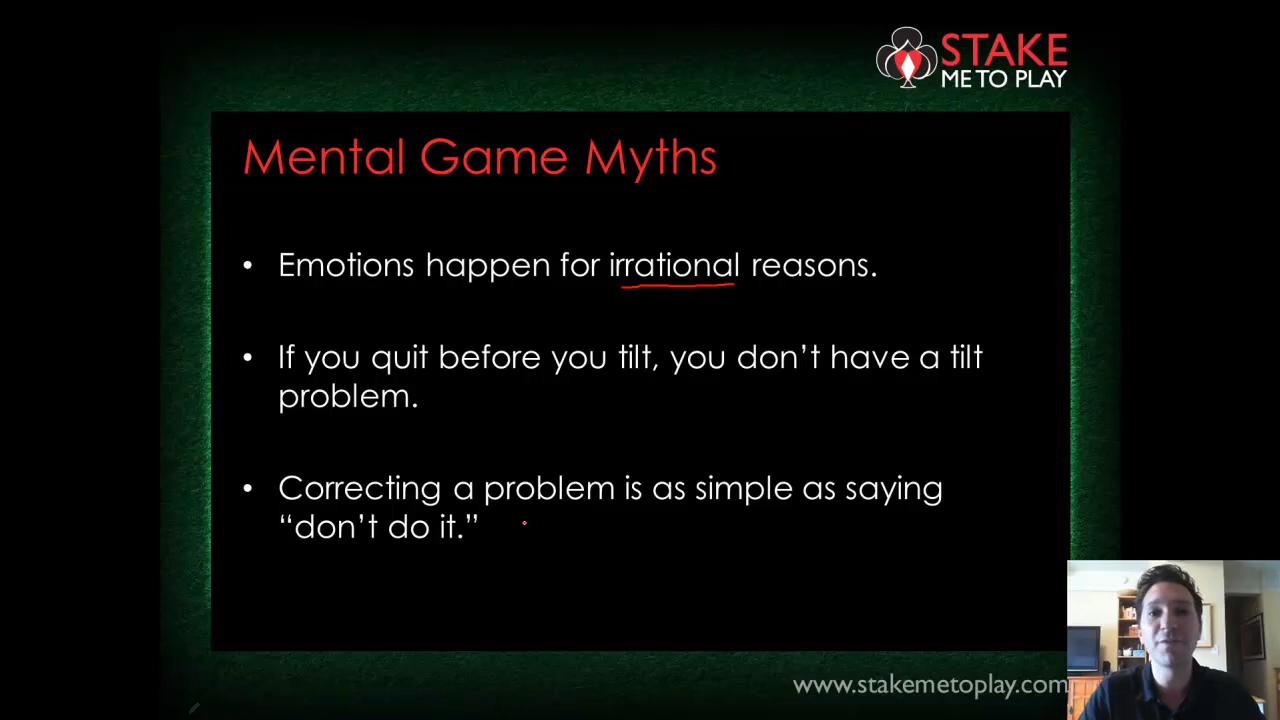 STAKE
ME TO PLAY
Mental Game Myths
• Emotions happen for irrational reasons.
• If you quit before you tilt, you don’t have a tilt
problem.
• Correcting a problem is as simple as saying
“don’t do it.”
www.stakemetoplay.com